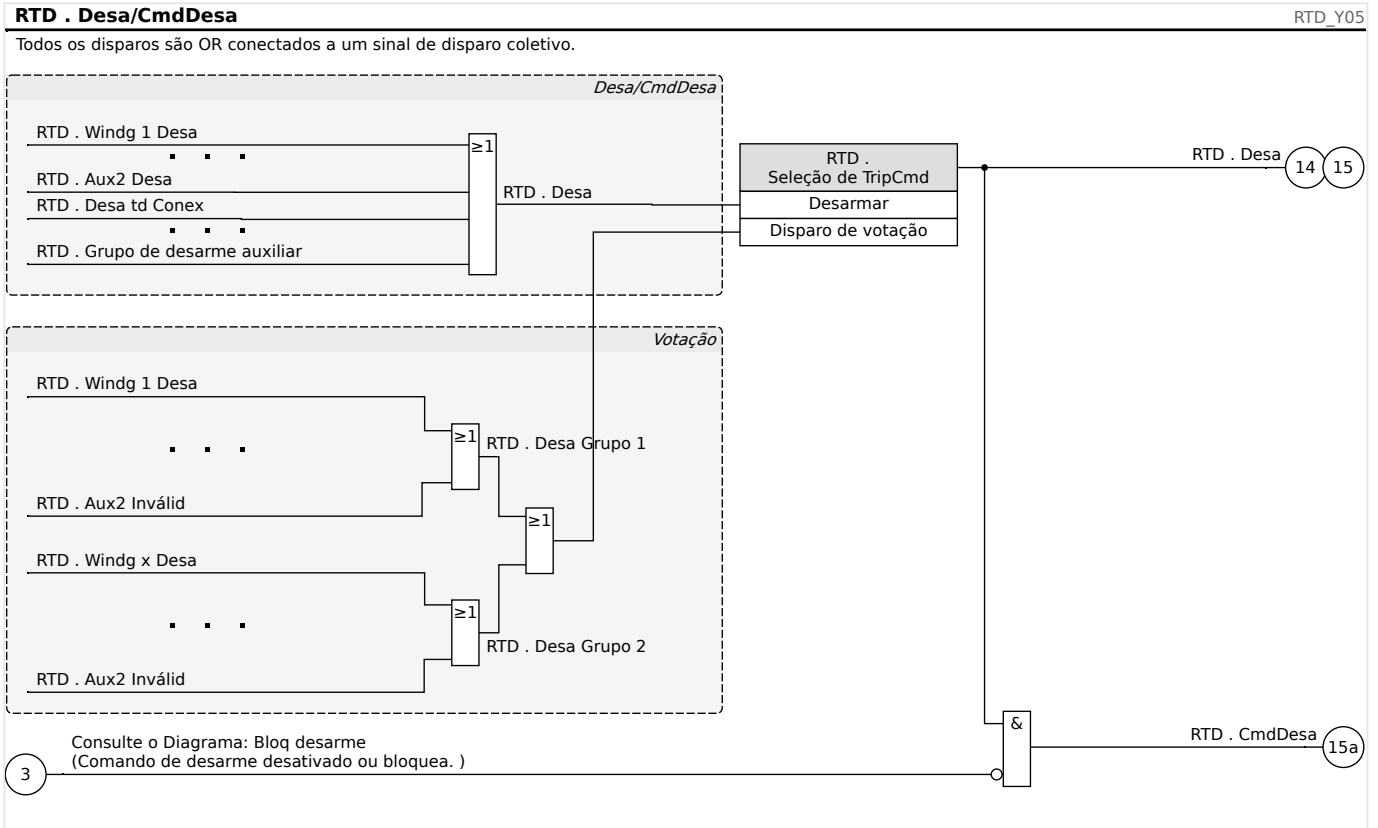 RTD . Desa/CmdDesa
RTD_Y05
Todos os disparos são OR conectados a um sinal de disparo coletivo.
Desa/CmdDesa
RTD . Windg 1 Desa
≥1
RTD . Aux2 Desa
RTD . Desa td Conex
RTD . Grupo de desarme auxiliar
RTD . Desa
RTD .
Seleção de TripCmd
Desarmar
Disparo de votação
RTD . Desa
14
15
Votação
RTD . Windg 1 Desa
≥1
RTD . Desa Grupo 1
RTD . Aux2 Inválid
≥1
RTD . Windg x Desa
≥1
RTD . Desa Grupo 2
RTD . Aux2 Inválid
&
RTD . CmdDesa
15a
Consulte o Diagrama: Bloq desarme
(Comando de desarme desativado ou bloquea. )
3